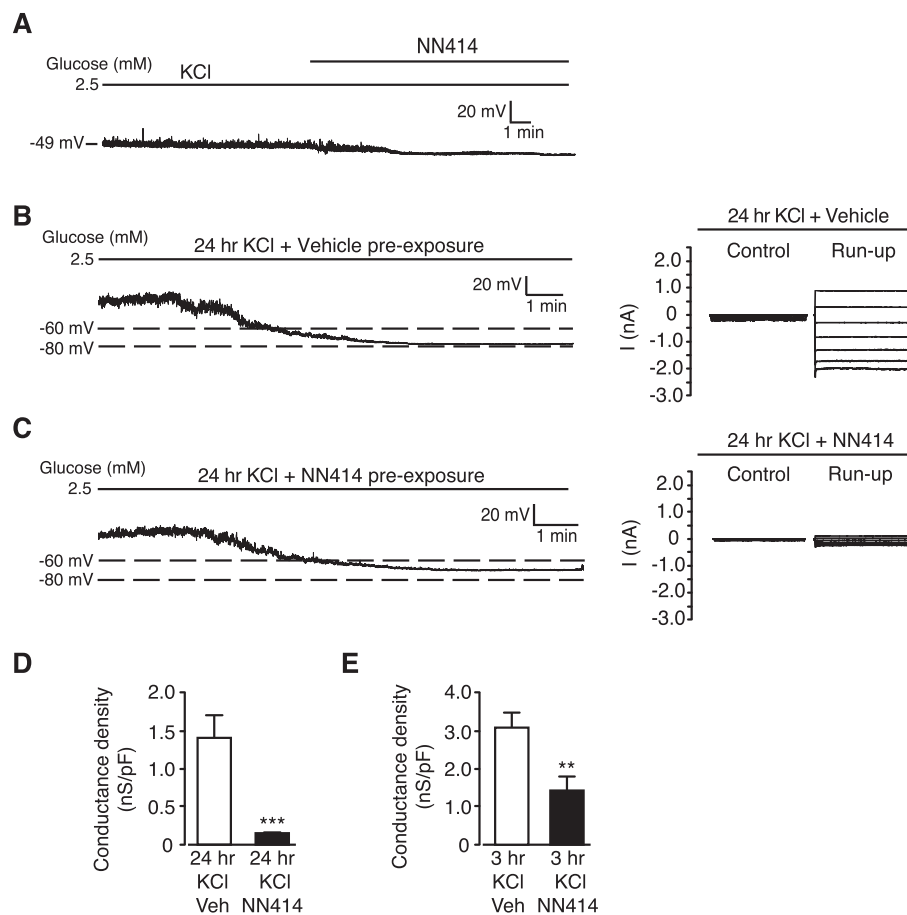 A
NN414
Glucose (mM)
KCl
2.5
20 mV
1 min
-49 mV
B
24 hr KCl + Vehicle
Glucose (mM)
24 hr KCl + Vehicle pre-exposure
Control
Run-up
2.5
20 mV
1 min
-60 mV
-80 mV
I (nA)
2.0
1.0
0
-1.0
-2.0
-3.0
C
24 hr KCl + NN414
Glucose (mM)
24 hr KCl + NN414 pre-exposure
Control
Run-up
2.5
20 mV
1 min
-60 mV
-80 mV
I (nA)
2.0
1.0
0
-1.0
-2.0
-3.0
D
Conductance density
(nS/pF)
2.0
1.5
1.0
0.5
0
***
24 hr
KCl
Veh
24 hr
KCl
NN414
E
Conductance density
(nS/pF)
4.0
3.0
2.0
1.0
0
**
3 hr
KCl
Veh
3 hr
KCl
NN414